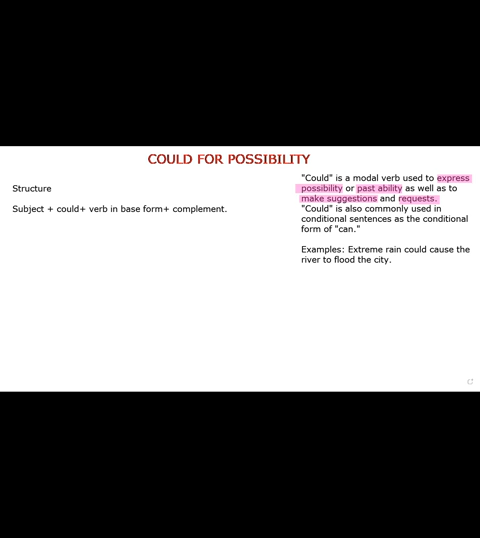 COULD FOR POSSIBILITY
Structure
Subject + could+ verb in base form+ complement.
"Could" is a modal verb used to express
possibility or past ability as well as to
make suggestions and requests.
"Could" is also commonly used in
conditional sentences as the conditional
form of "can."
Examples: Extreme rain could cause the
river to flood the city.